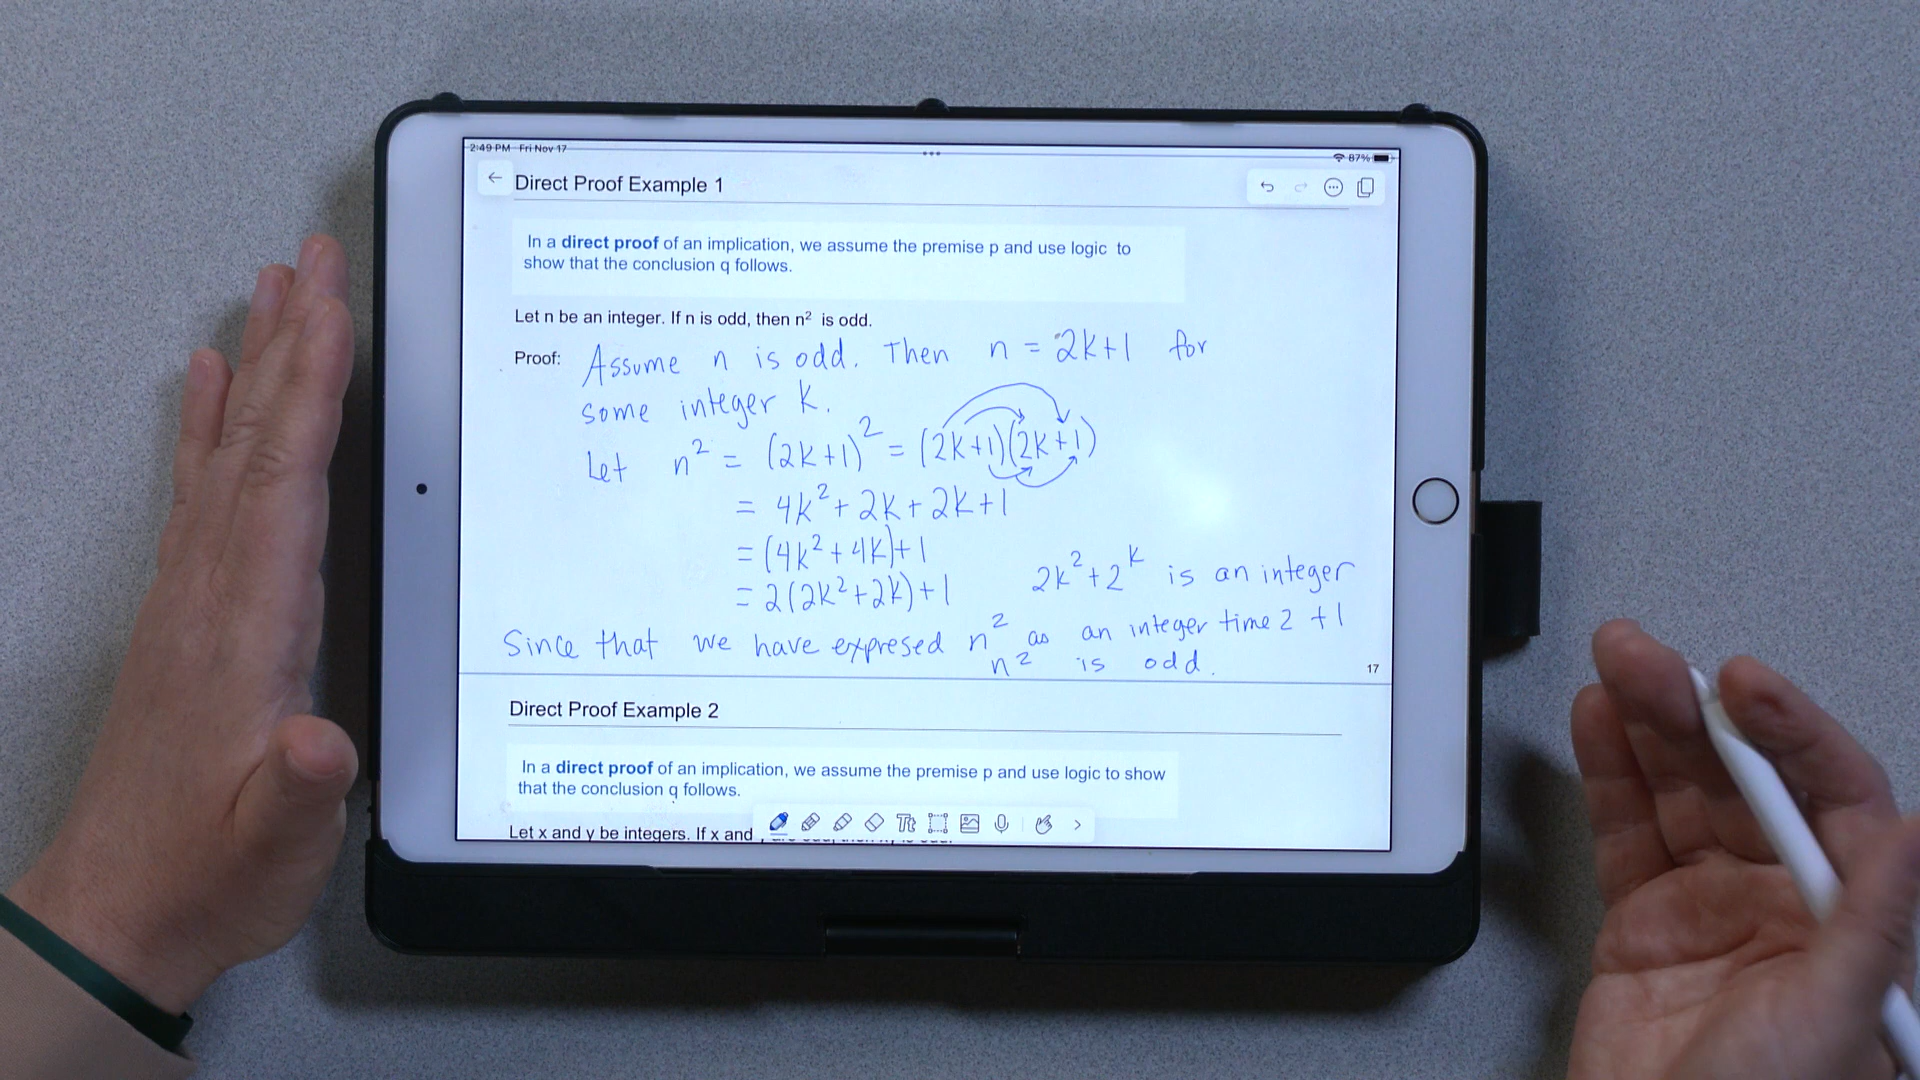 2:49 PM Fri Nov 17
87%
Direct Proof Example 1
In a direct proof of an implication, we assume the premise p and use logic to
show that the conclusion q follows.
Let n be an integer. If n is odd, then n² is odd.
Proof: Assume n is odd. Then n = 2k+1 for
some integer k.
Let n² = (2k+1)² = (2k+1)(2k+1)
= 4k² + 2k + 2k + 1
= (4k² + 4k) + 1
= 2(2k² + 2k) + 1
2k² + 2^k is an integer
Since that we have expresed n² as an integer time 2 + 1
n² is odd.
17
Direct Proof Example 2
In a direct proof of an implication, we assume the premise p and use logic to show
that the conclusion q follows.
Tt
Let x and y be integers. If x and